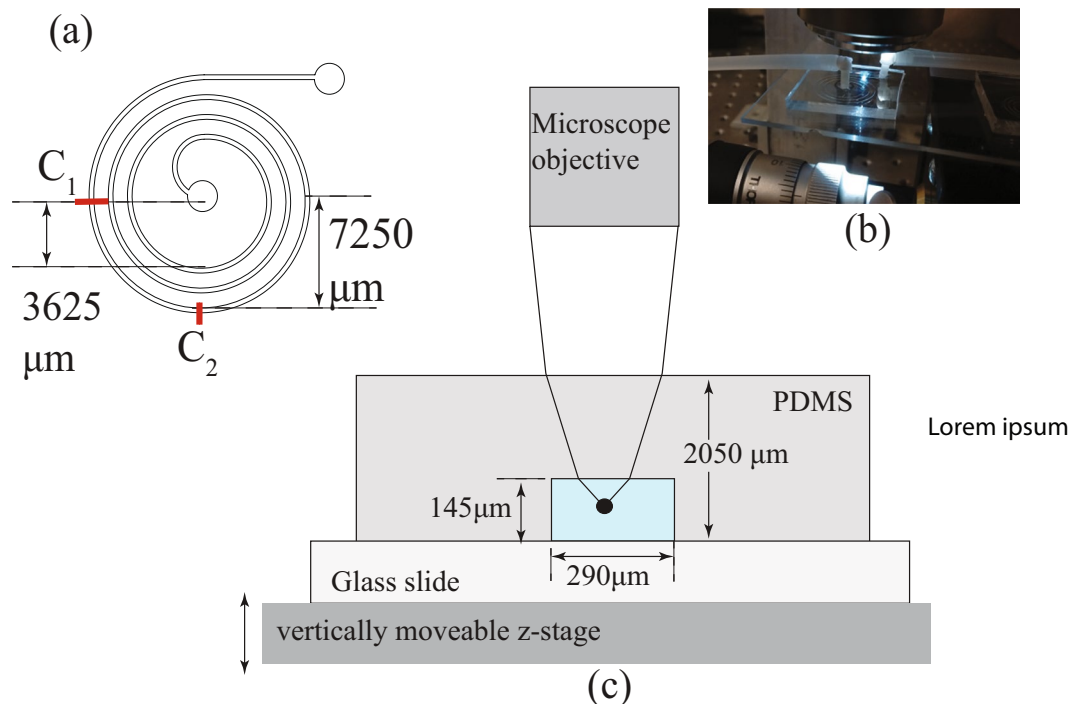 (a)
C1
7250
μm
3625
μm
C2
(b)
Microscope
objective
PDMS
2050 μm
Lorem ipsum
145μm
290μm
Glass slide
vertically moveable z-stage
(c)